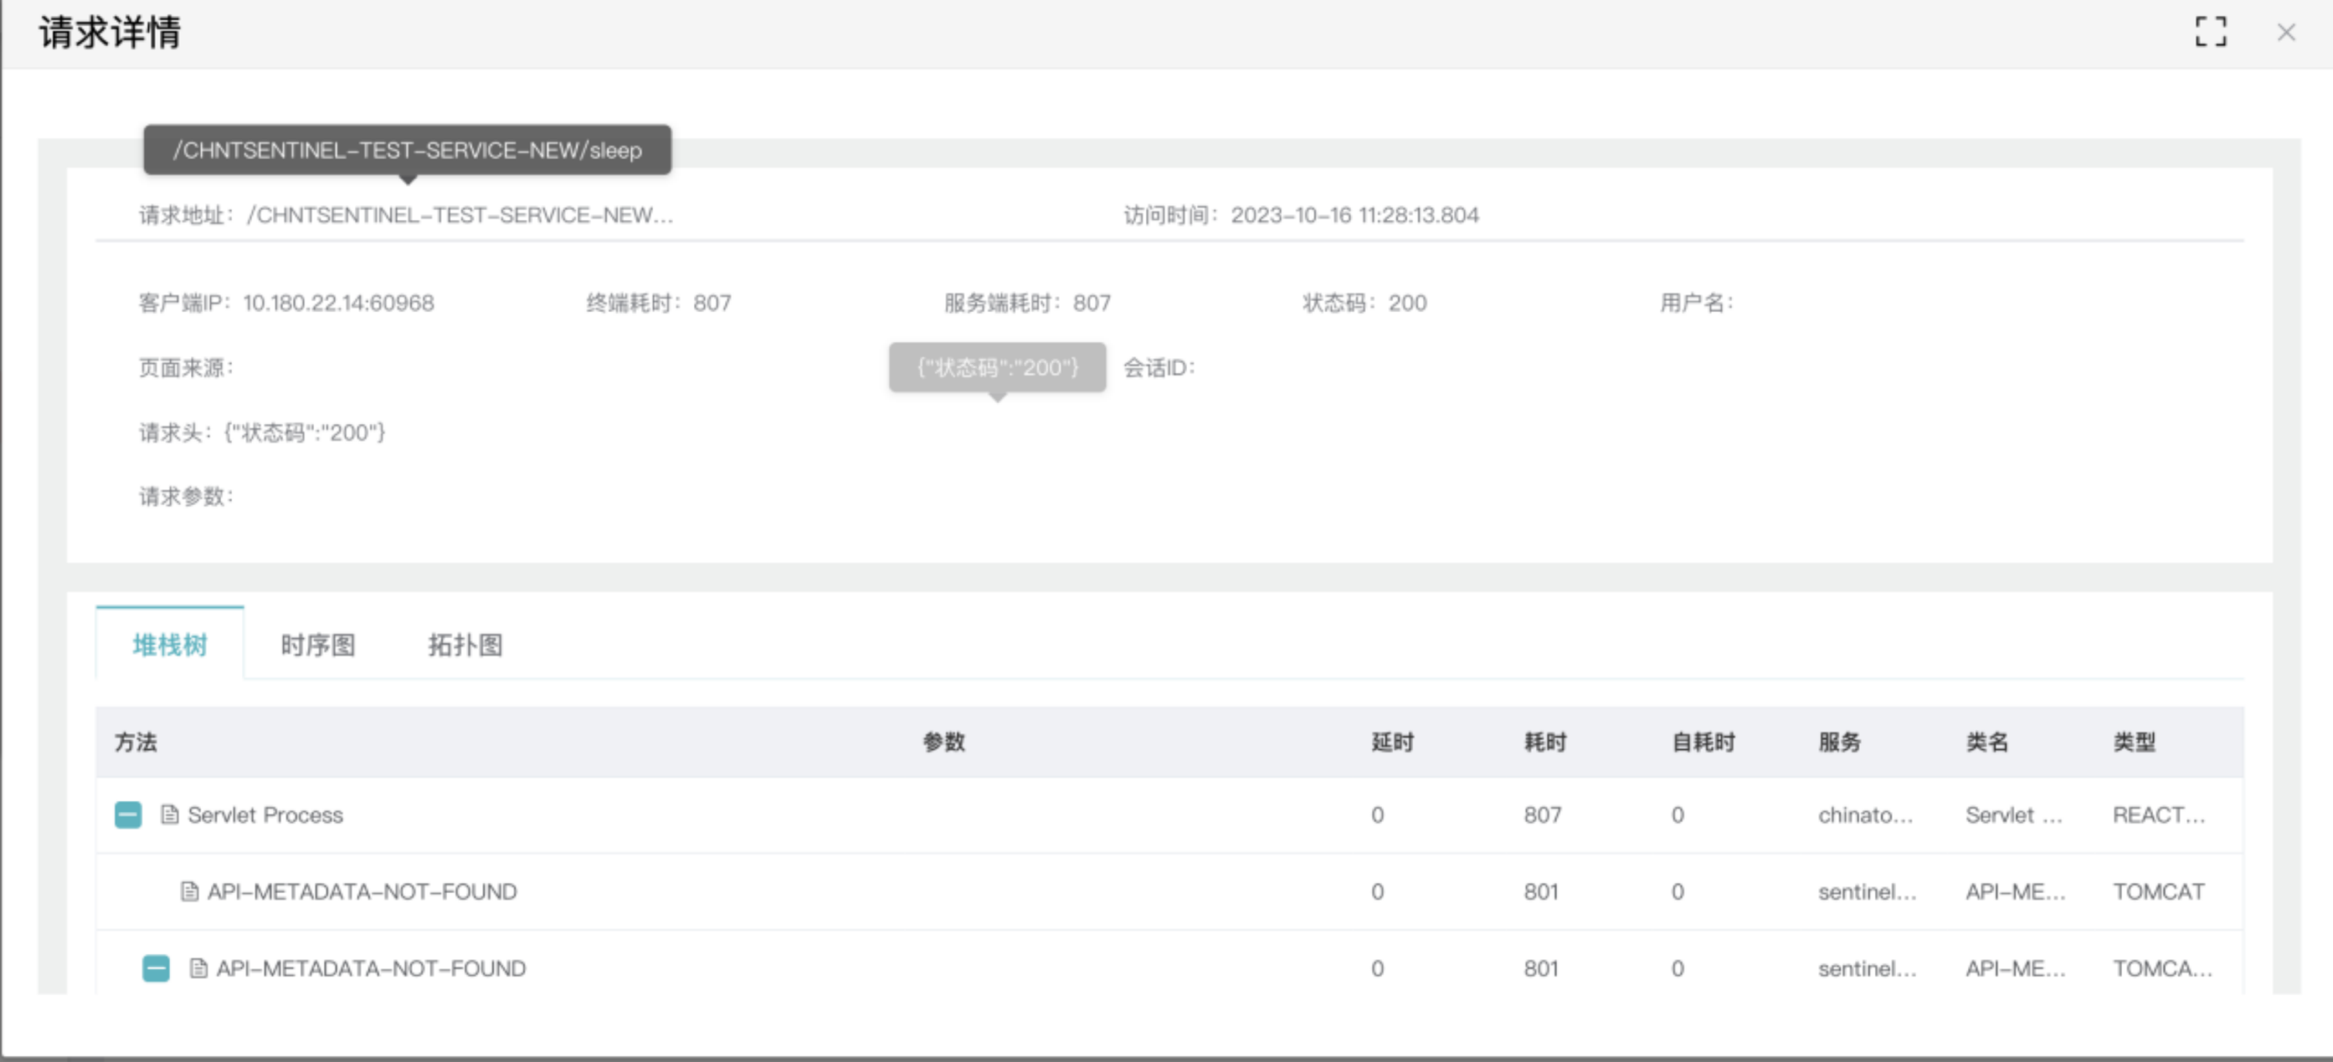 请求详情
/CHNTSENTINEL-TEST-SERVICE-NEW/sleep
请求地址：/CHNTSENTINEL-TEST-SERVICE-NEW... 访问时间：2023-10-16 11:28:13.804
客户端IP：10.180.22.14:60968 终端耗时：807 服务端耗时：807 状态码：200 用户名：
页面来源： {"状态码":"200"} 会话ID：
请求头：{"状态码":"200"}
请求参数：
堆栈树 时序图 拓扑图
方法 参数 延时 耗时 自耗时 服务 类名 类型
Servlet Process 0 807 0 chinato... Servlet ... REACT...
API-METADATA-NOT-FOUND 0 801 0 sentinel... API-ME... TOMCAT
API-METADATA-NOT-FOUND 0 801 0 sentinel... API-ME... TOMCA...